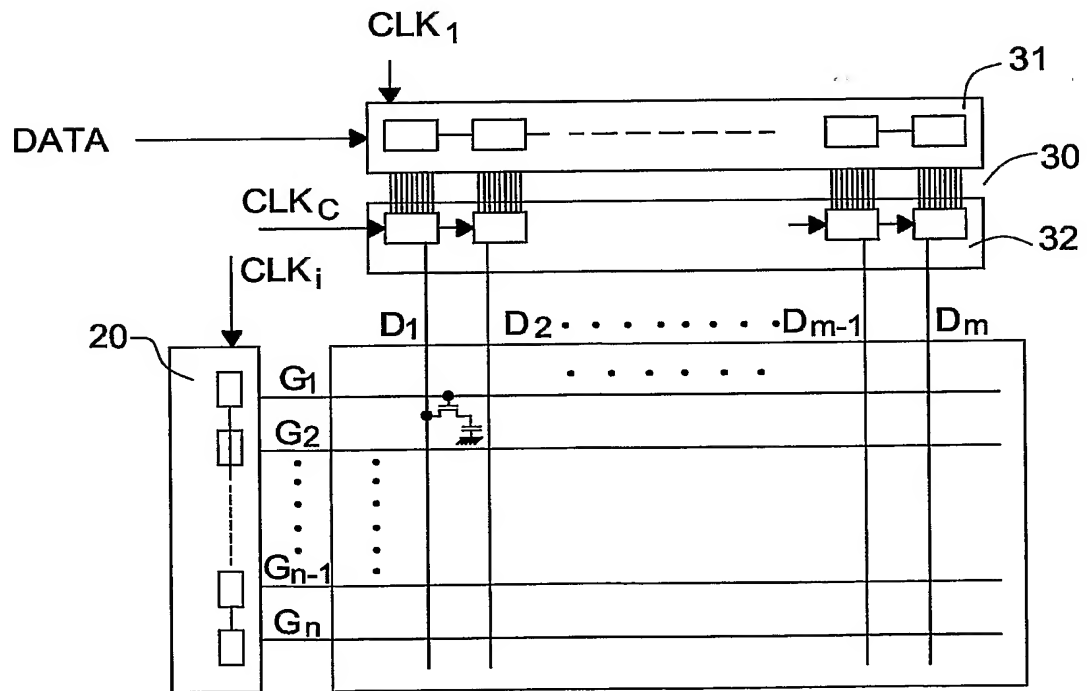 CLK1
31
DATA
30
CLKC
32
CLKi
20
D1 D2 Dm-1 Dm
G1
G2
Gn-1
Gn